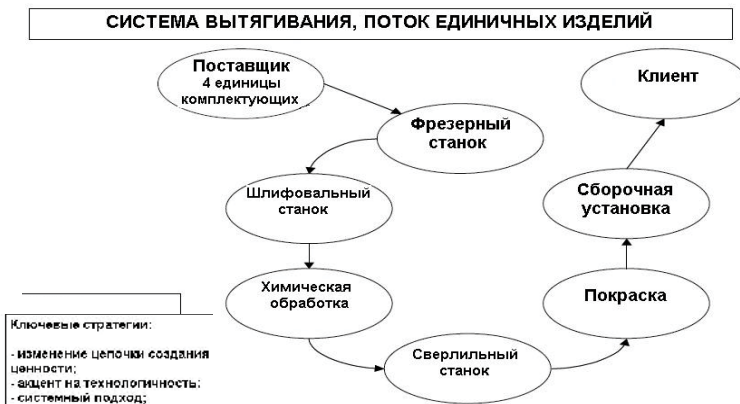 СИСТЕМА ВЫТЯГИВАНИЯ, ПОТОК ЕДИНИЧНЫХ ИЗДЕЛИЙ
Поставщик
4 единицы
комплектующих
Фрезерный
станок
Шлифовальный
станок
Химическая
обработка
Сверлильный
станок
Покраска
Сборочная
установка
Клиент
Ключевые стратегии:
- изменение цепочки создания
ценности;
- акцент на технологичность;
- системный подход;